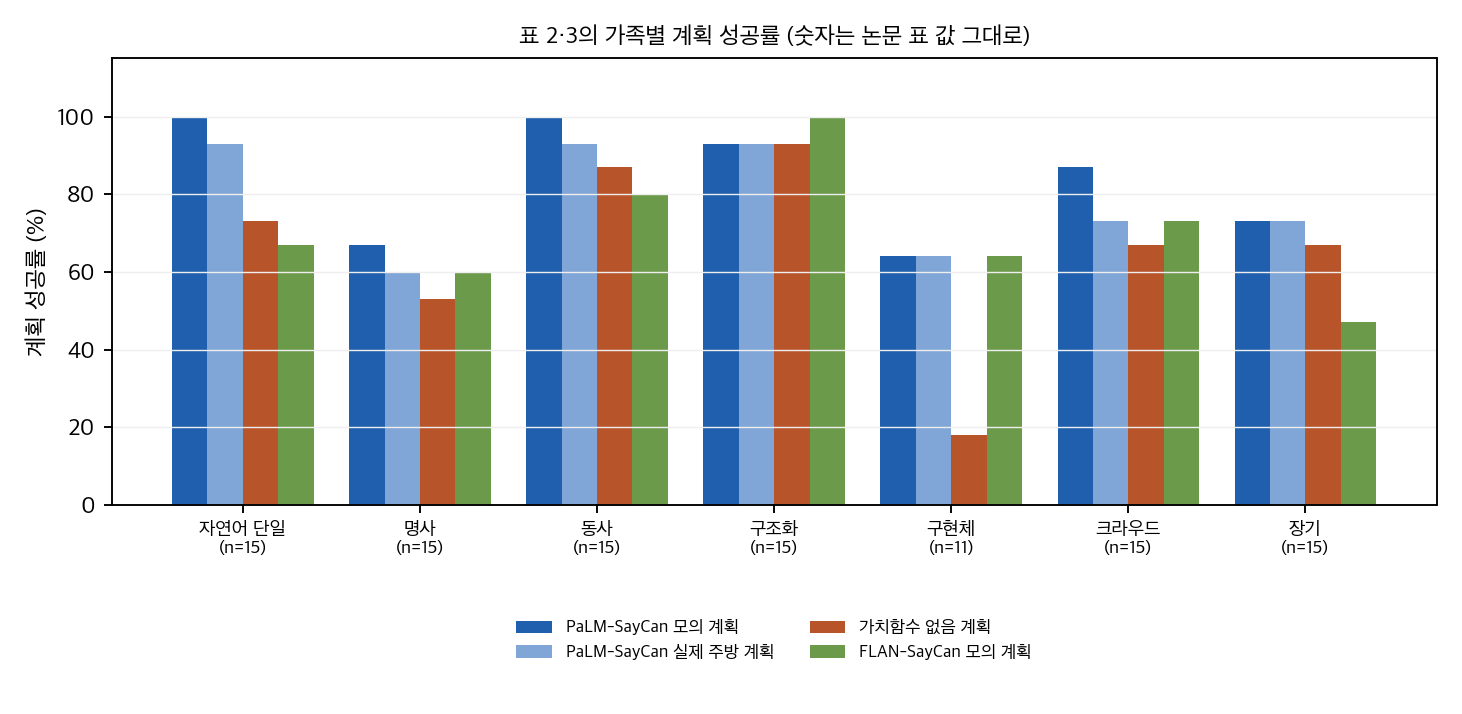 표 2·3의 가족별 계획 성공률 (숫자는 논문 표 값 그대로)
계획 성공률 (%)
100
80
60
40
20
0
자연어 단일
(n=15)
명사
(n=15)
동사
(n=15)
구조화
(n=15)
구현체
(n=11)
크라우드
(n=15)
장기
(n=15)
PaLM-SayCan 모의 계획
PaLM-SayCan 실제 주방 계획
가치함수 없음 계획
FLAN-SayCan 모의 계획